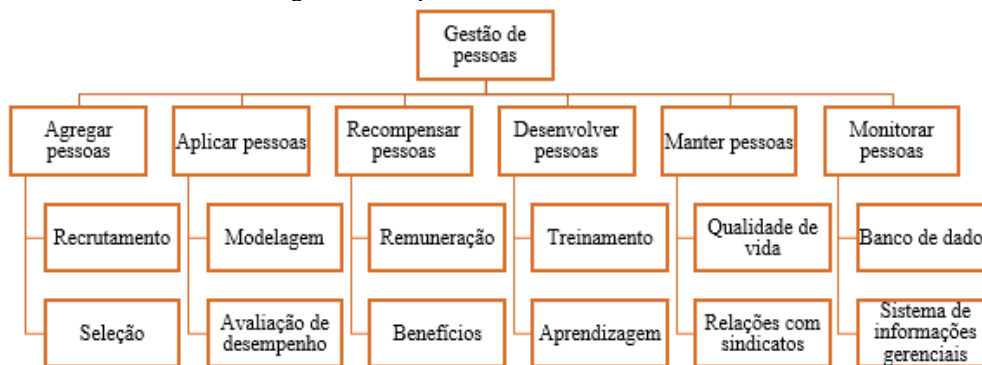 Gestão de
pessoas
Agregar
pessoas
Aplicar pessoas
Recompensar
pessoas
Desenvolver
pessoas
Manter pessoas
Monitorar
pessoas
Recrutamento
Modelagem
Remuneração
Treinamento
Qualidade de
vida
Banco de dado
Seleção
Avaliação de
desempenho
Benefícios
Aprendizagem
Relações com
sindicatos
Sistema de
informações
gerenciais